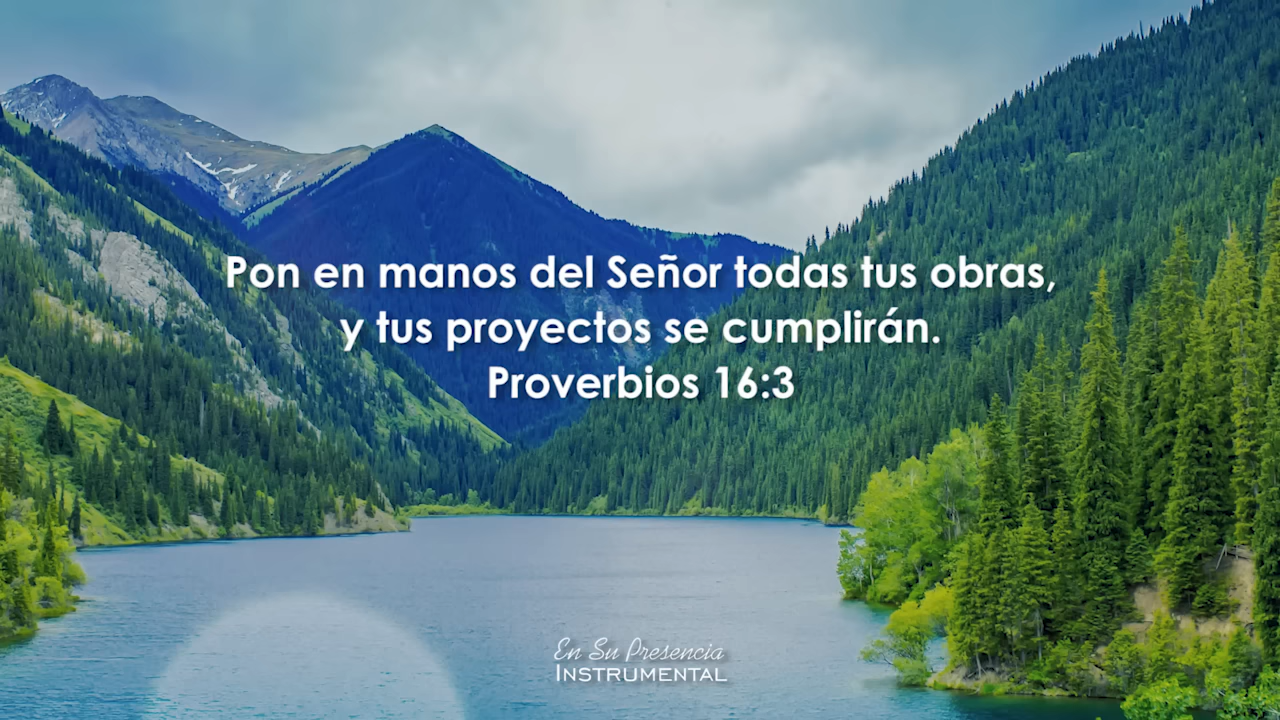 Pon en manos del Señor todas tus obras,
y tus proyectos se cumplirán.
Proverbios 16:3
En Su Presencia
INSTRUMENTAL